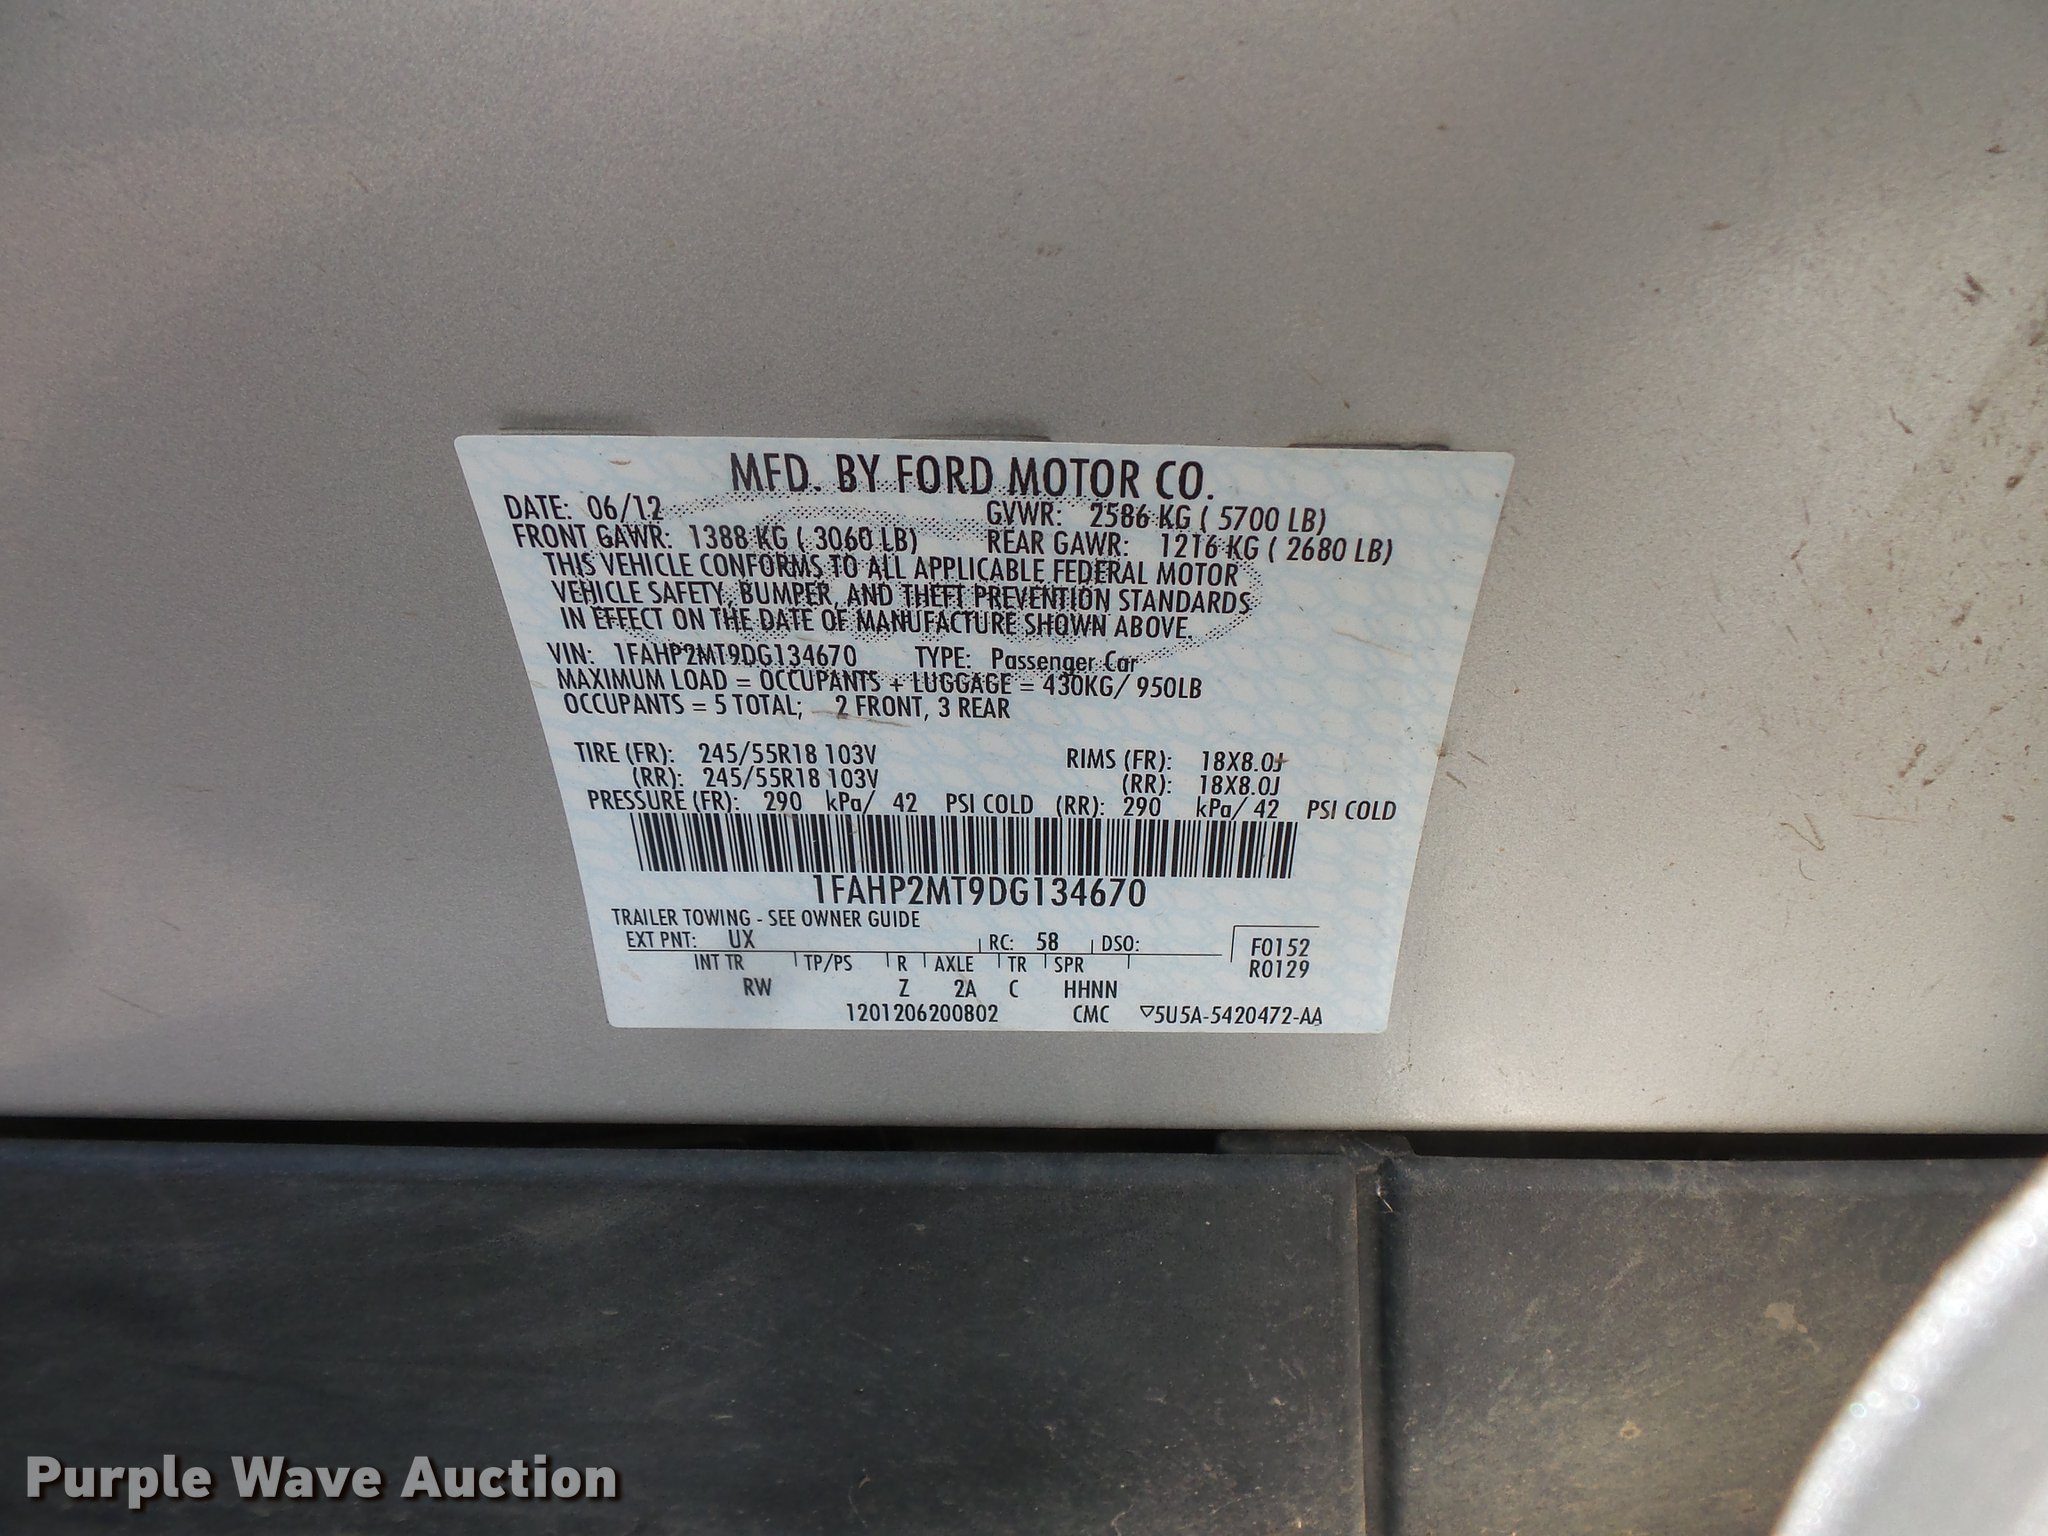 MFD. BY FORD MOTOR CO.
DATE: 06/12 GVWR: 2586 KG ( 5700 LB)
FRONT GAWR: 1388 KG ( 3060 LB) REAR GAWR: 1216 KG ( 2680 LB)
THIS VEHICLE CONFORMS TO ALL APPLICABLE FEDERAL MOTOR
VEHICLE SAFETY, BUMPER, AND THEFT PREVENTION STANDARDS
IN EFFECT ON THE DATE OF MANUFACTURE SHOWN ABOVE.
VIN: 1FAHP2MT9DG134670 TYPE: Passenger Car
MAXIMUM LOAD = OCCUPANTS + LUGGAGE = 430KG/ 950LB
OCCUPANTS = 5 TOTAL; 2 FRONT, 3 REAR
TIRE (FR): 245/55R18 103V RIMS (FR): 18X8.0J
(RR): 245/55R18 103V (RR): 18X8.0J
PRESSURE (FR): 290 kPa/ 42 PSI COLD (RR): 290 kPa/ 42 PSI COLD
1FAHP2MT9DG134670
TRAILER TOWING - SEE OWNER GUIDE
EXT PNT: UX RC: 58 DSO: F0152
INT TR TP/PS R AXLE TR SPR R0129
RW Z 2A C HHNN
1201206200802 CMC ▽5U5A-5420472-AA
Purple Wave Auction